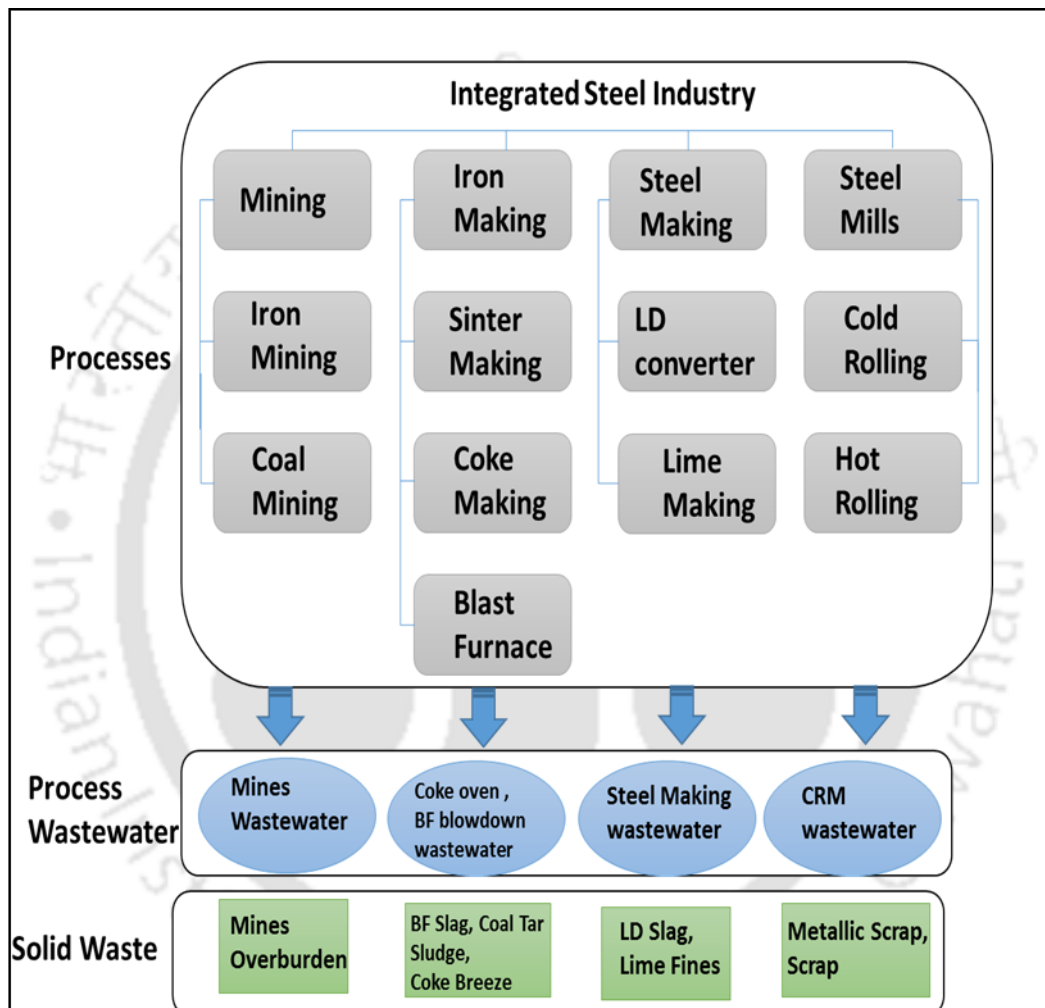 Integrated Steel Industry
Mining
Iron
Making
Steel
Making
Steel
Mills
Processes
Iron
Mining
Sinter
Making
LD
converter
Cold
Rolling
Coal
Mining
Coke
Making
Lime
Making
Hot
Rolling
Blast
Furnace
Process
Wastewater
Mines
Wastewater
Coke oven ,
BF blowdown
wastewater
Steel Making
wastewater
CRM
wastewater
Solid Waste
Mines
Overburden
BF Slag, Coal Tar
Sludge,
Coke Breeze
LD Slag,
Lime Fines
Metallic Scrap,
Scrap
Indian Inst